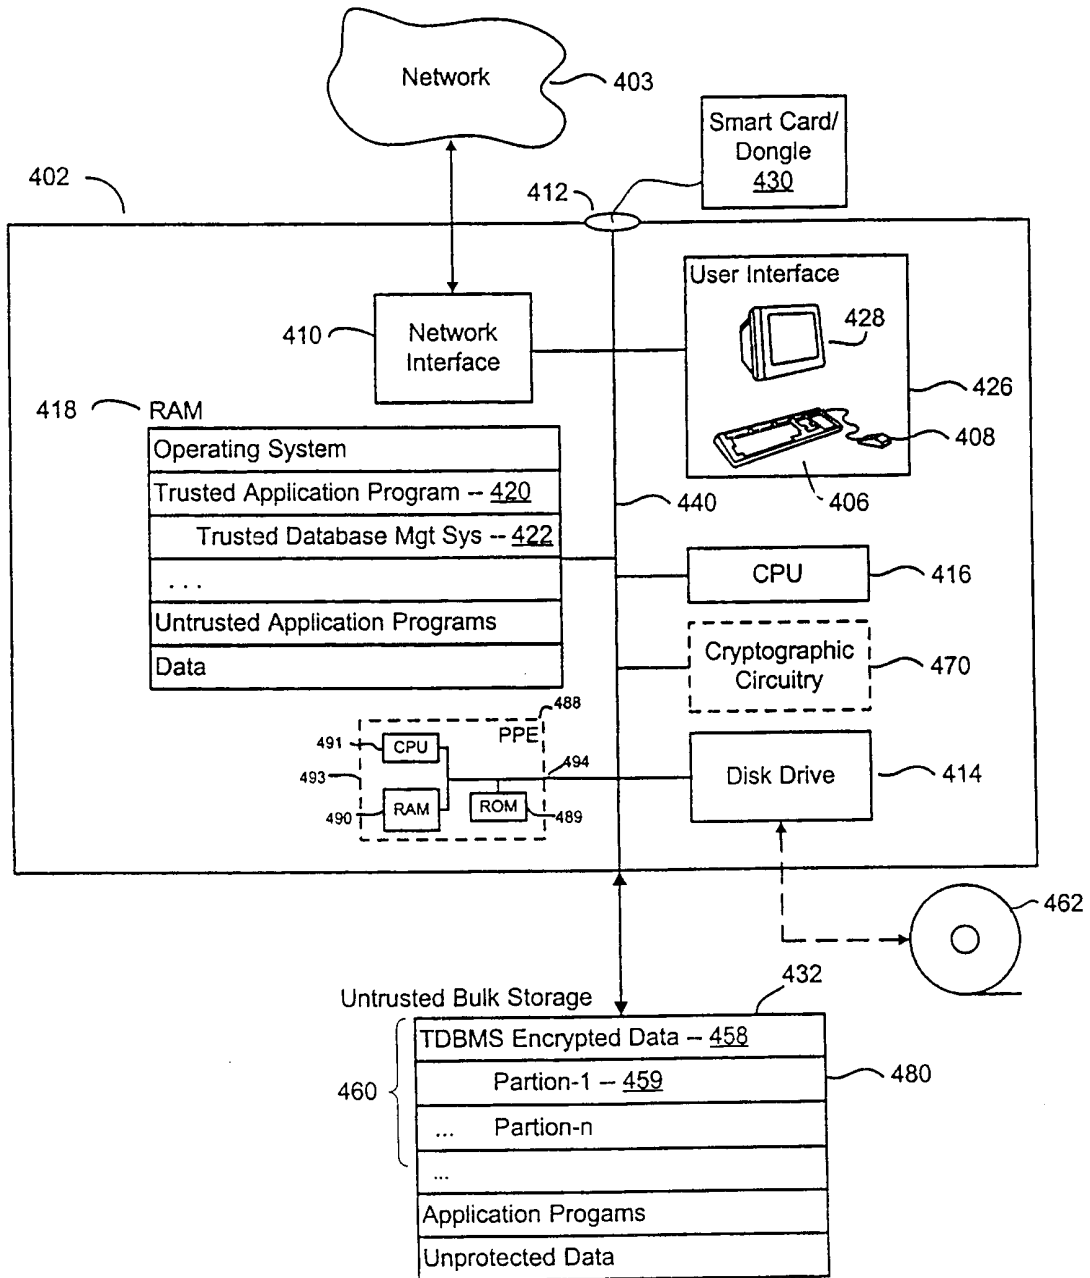 Network
403
Smart Card/
Dongle
430
402
412
User Interface
428
410
Network
Interface
426
418
RAM
408
Operating System
Trusted Application Program -- 420
440
406
Trusted Database Mgt Sys -- 422
. . .
CPU
416
Untrusted Application Programs
Data
Cryptographic
Circuitry
470
488
PPE
491
CPU
494
493
Disk Drive
414
490
RAM
ROM
489
462
Untrusted Bulk Storage
432
TDBMS Encrypted Data -- 458
480
460
Partion-1 -- 459
... Partion-n
...
Application Progams
Unprotected Data